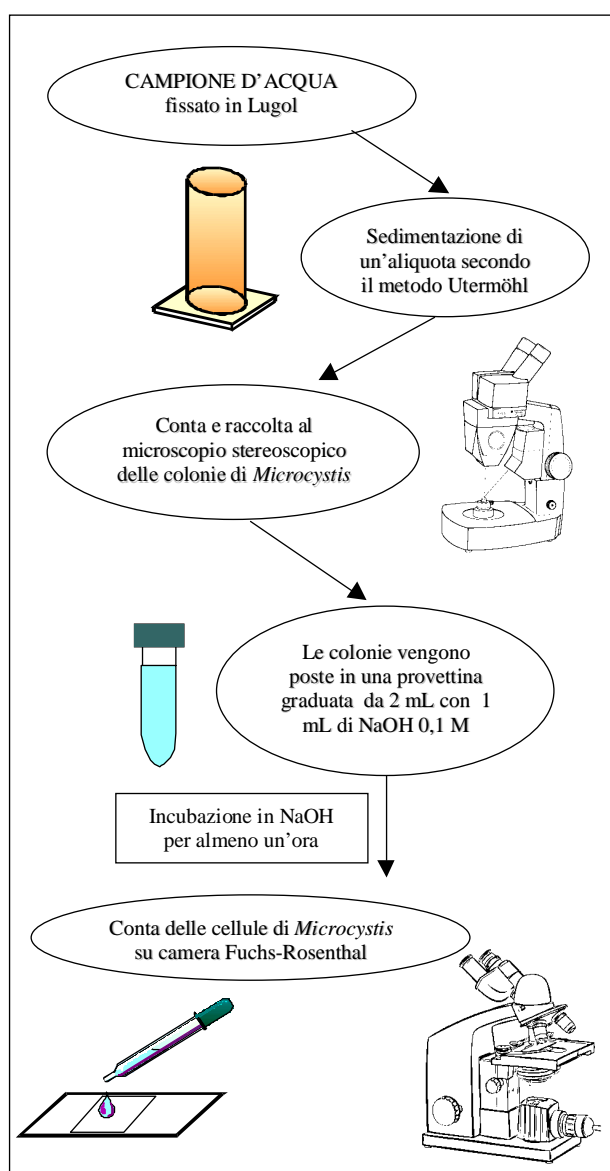 CAMPIONE D'ACQUA
fissato in Lugol
Sedimentazione di
un'aliquota secondo
il metodo Utermöhl
Conta e raccolta al
microscopio stereoscopico
delle colonie di Microcystis
Le colonie vengono
poste in una provettina
graduata da 2 mL con 1
mL di NaOH 0,1 M
Incubazione in NaOH
per almeno un'ora
Conta delle cellule di Microcystis
su camera Fuchs-Rosenthal